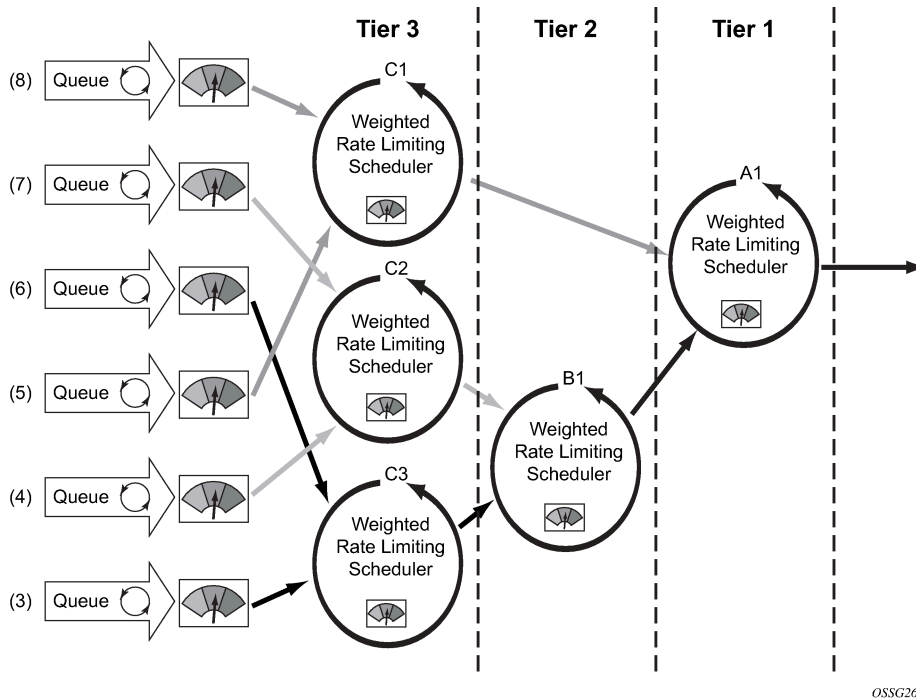 Tier 3
Tier 2
Tier 1
(8)
Queue
C1
Weighted
Rate Limiting
Scheduler
(7)
Queue
A1
Weighted
Rate Limiting
Scheduler
(6)
Queue
C2
Weighted
Rate Limiting
Scheduler
(5)
Queue
B1
Weighted
Rate Limiting
Scheduler
(4)
Queue
C3
Weighted
Rate Limiting
Scheduler
(3)
Queue
OSSG26